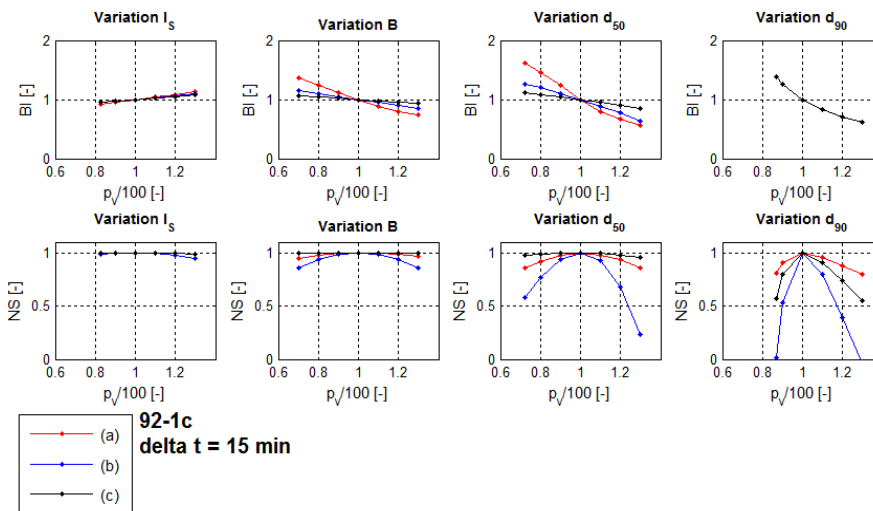 Variation I_S
Variation B
Variation d_50
Variation d_90
2
1
0
BI [-]
0.6 0.8 1 1.2
p_v/100 [-]
2
1
0
BI [-]
0.6 0.8 1 1.2
p_v/100 [-]
2
1
0
BI [-]
0.6 0.8 1 1.2
p_v/100 [-]
2
1
0
BI [-]
0.6 0.8 1 1.2
p_v/100 [-]
Variation I_S
Variation B
Variation d_50
Variation d_90
1
0.5
0
NS [-]
0.6 0.8 1 1.2
p_v/100 [-]
1
0.5
0
NS [-]
0.6 0.8 1 1.2
p_v/100 [-]
1
0.5
0
NS [-]
0.6 0.8 1 1.2
p_v/100 [-]
1
0.5
0
NS [-]
0.6 0.8 1 1.2
p_v/100 [-]
(a)
(b)
(c)
92-1c
delta t = 15 min